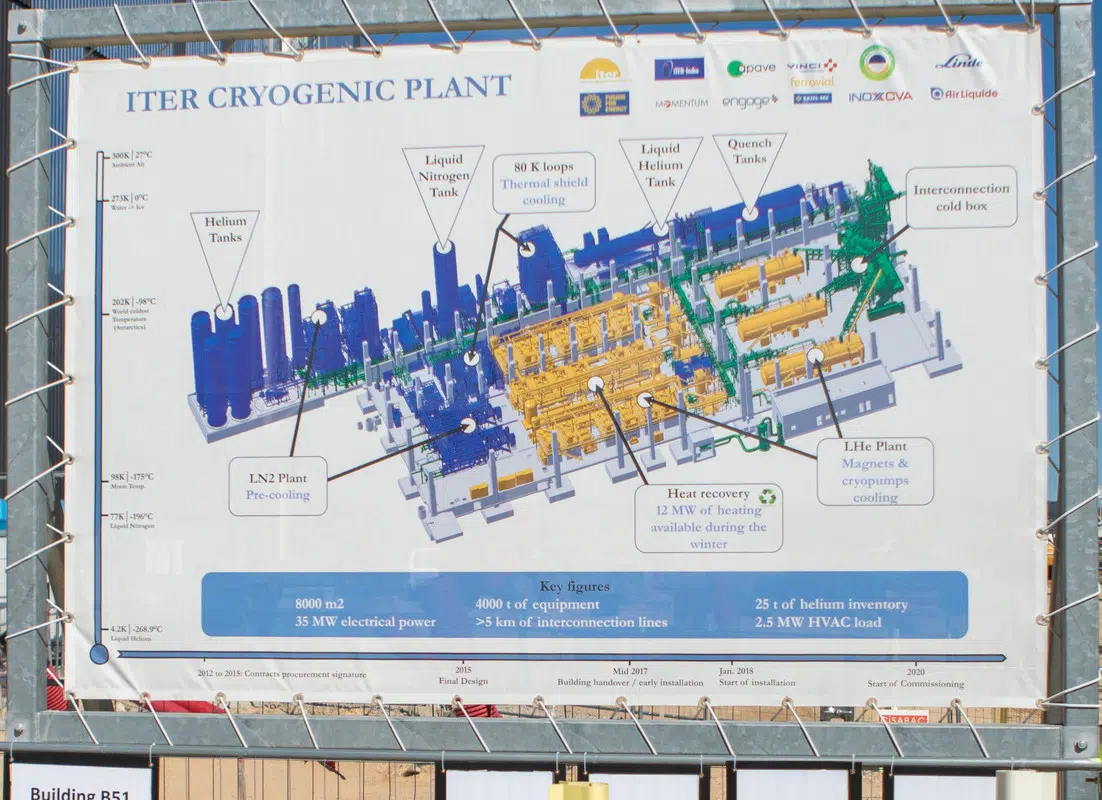 ITER CRYOGENIC PLANT
iter
ITER-India
apave
VINCI
ferrovial
Linde
FUSION
FOR
ENERGY
MOMENTUM
engage
RAZEL-BEC
INOXCVA
Air Liquide
300K | 27°C
Ambient Air
273K | 0°C
Water -> Ice
202K | -98°C
World coldest
Temperature
(Antarctica)
98K | -175°C
Moon Temp.
77K | -196°C
Liquid Nitrogen
4.2K | -268.9°C
Liquid Helium
Helium
Tanks
Liquid
Nitrogen
Tank
80 K loops
Thermal shield
cooling
Liquid
Helium
Tank
Quench
Tanks
Interconnection
cold box
LN2 Plant
Pre-cooling
Heat recovery
12 MW of heating
available during the
winter
LHe Plant
Magnets &
cryopumps
cooling
Key figures
8000 m2
4000 t of equipment
25 t of helium inventory
35 MW electrical power
>5 km of interconnection lines
2.5 MW HVAC load
2012 to 2015: Contracts procurement signature
2015
Final Design
Mid 2017
Building handover / early installation
Jan. 2018
Start of installation
2020
Start of Commissioning
CISABAC
Building B51